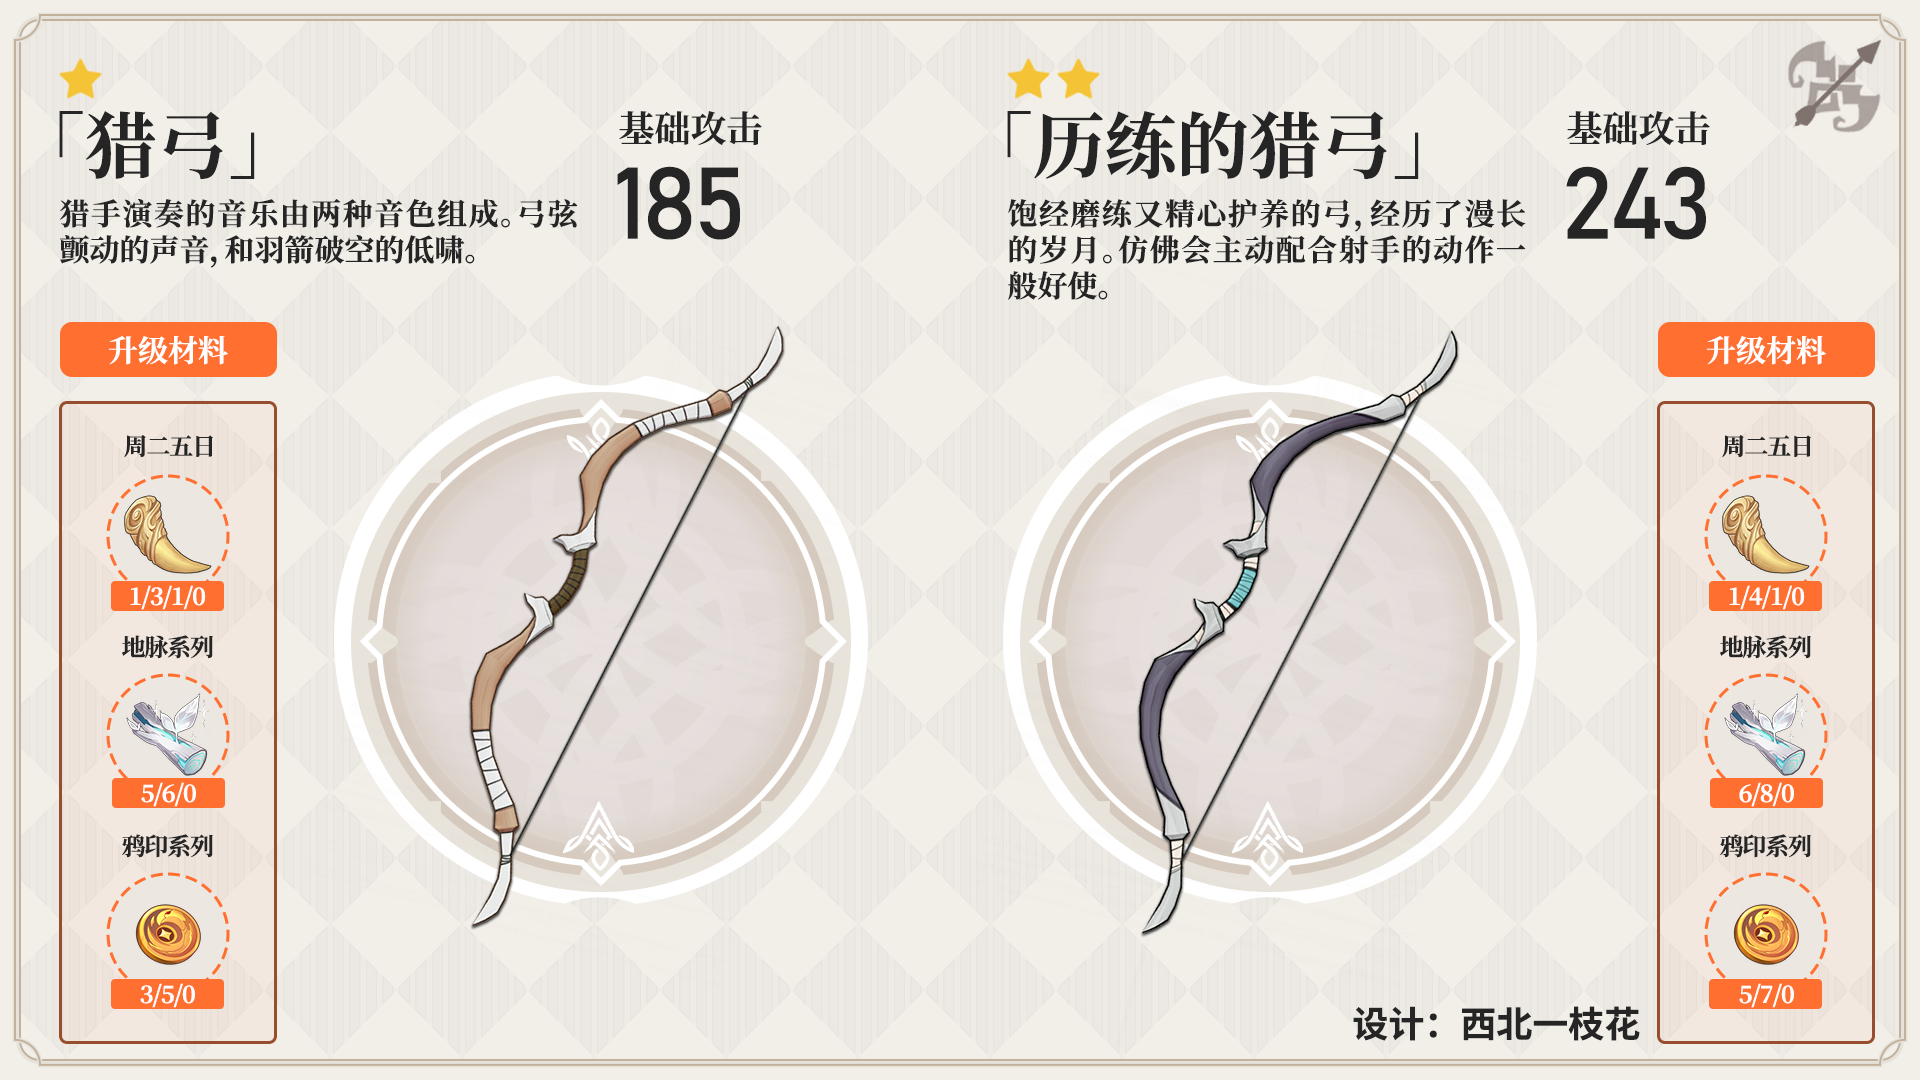 「猎弓」
基础攻击
185
猎手演奏的音乐由两种音色组成。弓弦
颤动的声音，和羽箭破空的低啸。
升级材料
周二五日
1/3/1/0
地脉系列
5/6/0
鸦印系列
3/5/0
「历练的猎弓」
基础攻击
243
饱经磨练又精心护养的弓，经历了漫长
的岁月。仿佛会主动配合射手的动作一
般好使。
升级材料
周二五日
1/4/1/0
地脉系列
6/8/0
鸦印系列
5/7/0
设计：西北一枝花